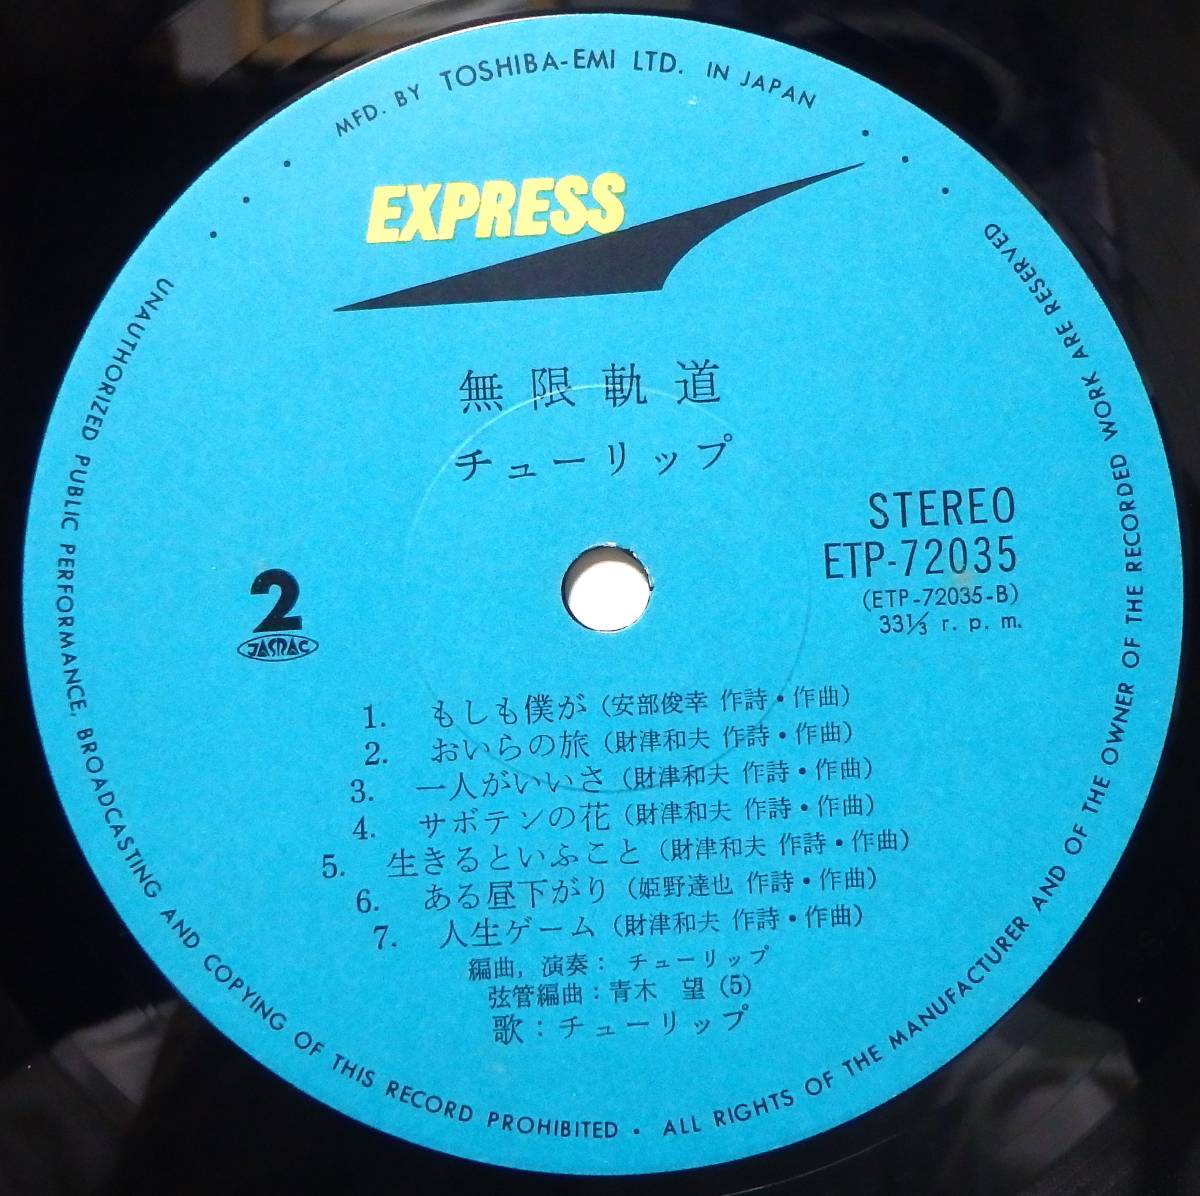 MFD. BY TOSHIBA-EMI LTD. IN JAPAN
EXPRESS
無限軌道
チューリップ
STEREO
ETP-72035
(ETP-72035-B)
33⅓ r. p. m.
2
JASRAC
1. もしも僕が (安部俊幸 作詩・作曲)
2. おいらの旅 (財津和夫 作詩・作曲)
3. 一人がいいさ (財津和夫 作詩・作曲)
4. サボテンの花 (財津和夫 作詩・作曲)
5. 生きるといふこと (財津和夫 作詩・作曲)
6. ある昼下がり (姫野達也 作詩・作曲)
7. 人生ゲーム (財津和夫 作詩・作曲)
編曲, 演奏: チューリップ
弦管編曲: 青木 望 (5)
歌: チューリップ
UNAUTHORIZED PUBLIC PERFORMANCE, BROADCASTING AND COPYING OF THIS RECORD PROHIBITED • ALL RIGHTS OF THE MANUFACTURER AND OF THE OWNER OF THE RECORDED WORK ARE RESERVED